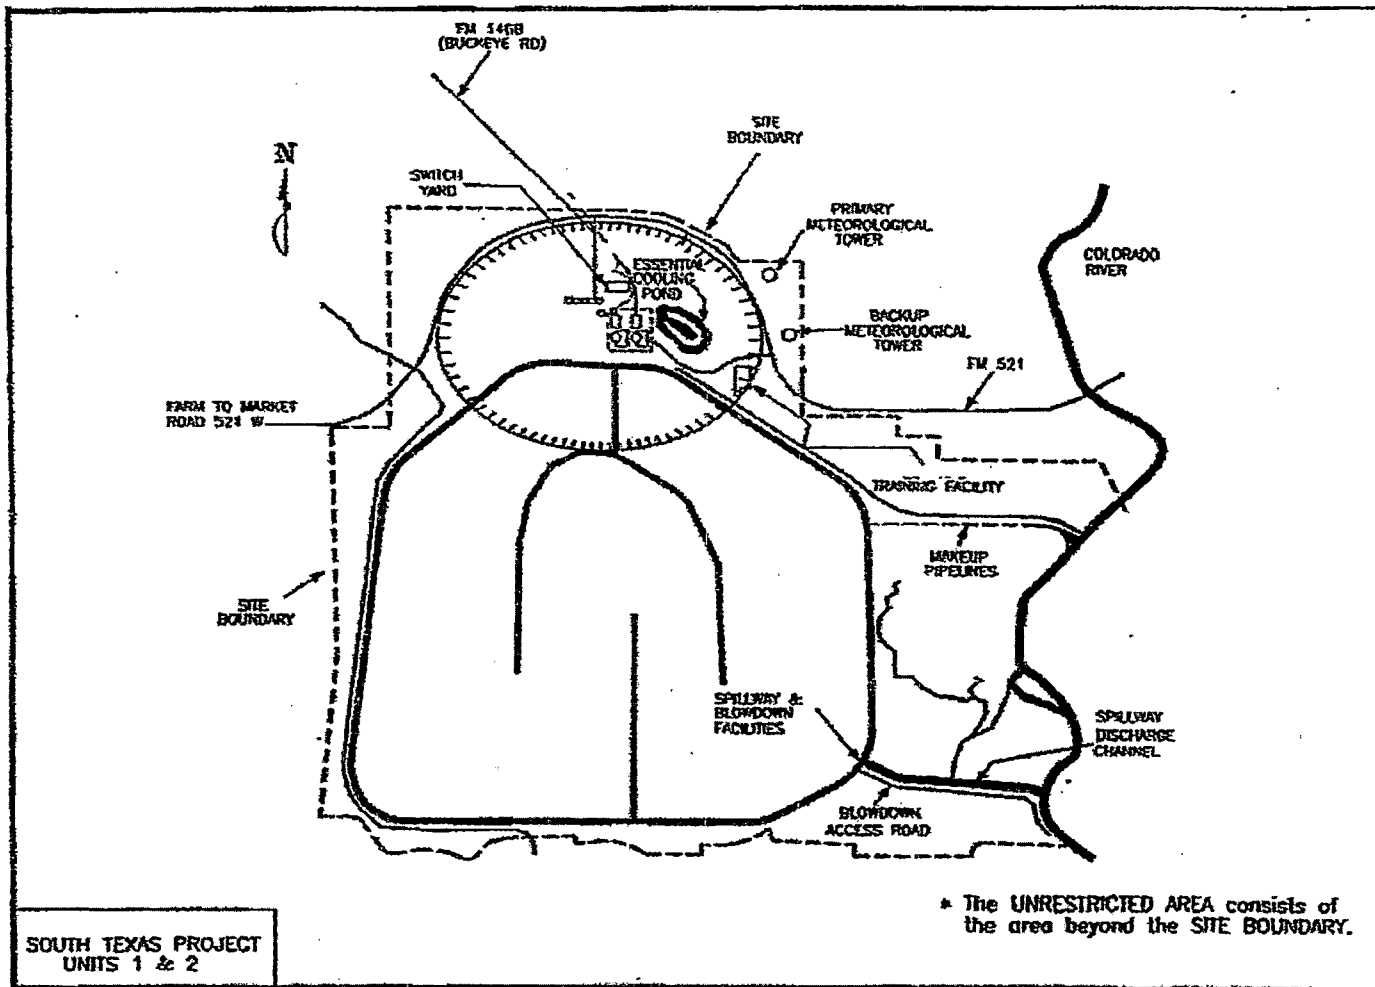 FM 1468
(BUCKEYE RD)
SITE
BOUNDARY
N
SWITCH
YARD
PRIMARY
METEOROLOGICAL
TOWER
COLORADO
RIVER
ESSENTIAL
COOLING
POND
BACKUP
METEOROLOGICAL
TOWER
FM 521
FARM TO MARKET
ROAD 521 W
TRAINING FACILITY
MAKEUP
PIPELINES
SITE
BOUNDARY
SPILLWAY &
BLOWDOWN
FACILITIES
SPILLWAY
DISCHARGE
CHANNEL
BLOWDOWN
ACCESS ROAD
* The UNRESTRICTED AREA consists of
the area beyond the SITE BOUNDARY.
SOUTH TEXAS PROJECT
UNITS 1 & 2